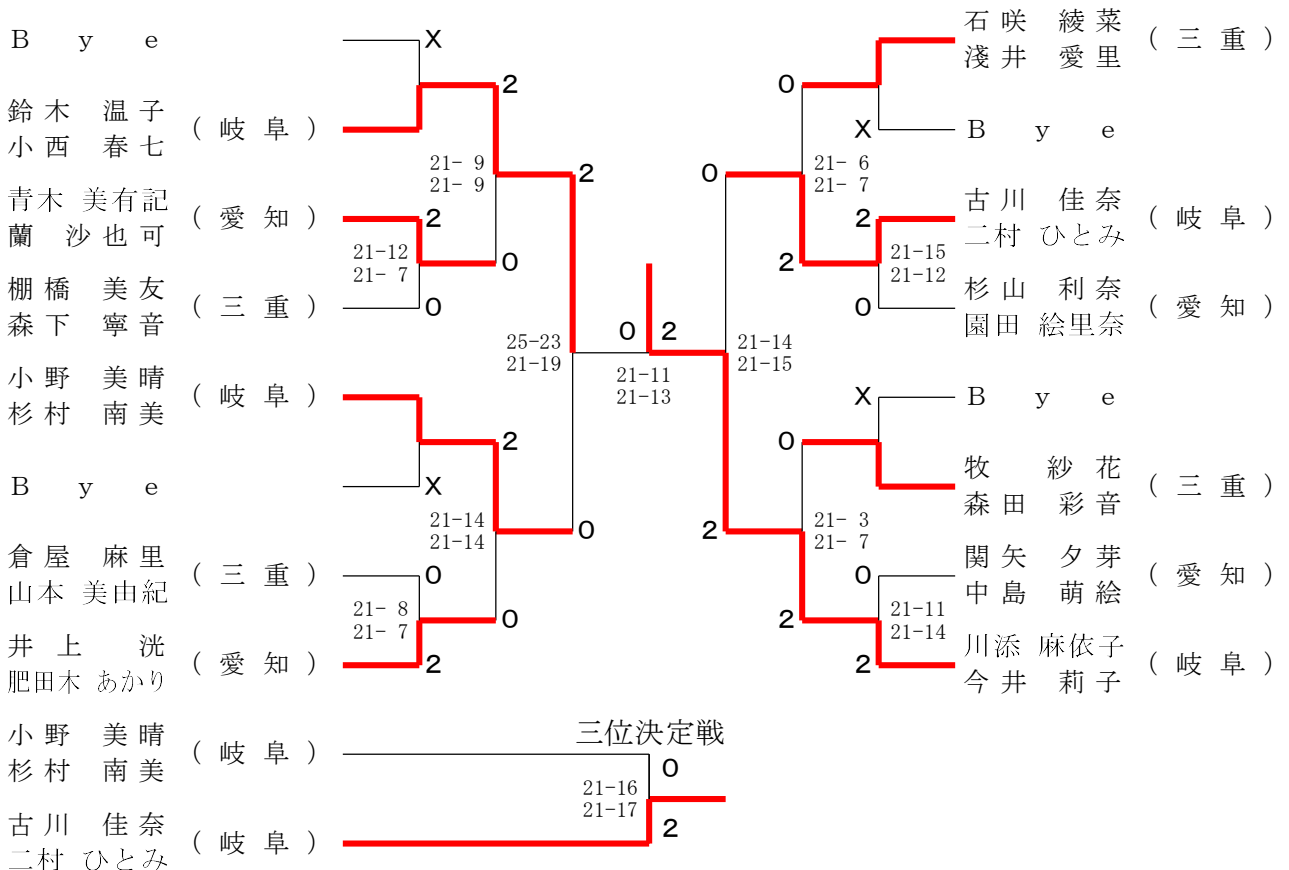 Ｂ ｙ ｅ
X
鈴木 温子
小西 春七
( 岐 阜 )
2
21- 9
21- 9
青木 美有記
蘭 沙也可
( 愛 知 )
2
21-12
21- 7
0
棚橋 美友
森下 寧音
( 三 重 )
0
2
25-23
21-19
小野 美晴
杉村 南美
( 岐 阜 )
2
Ｂ ｙ ｅ
X
21-14
21-14
0
倉屋 麻里
山本 美由紀
( 三 重 )
0
21- 8
21- 7
0
井上 洸
肥田木 あかり
( 愛 知 )
2
0 2
21-11
21-13
石咲 綾菜
淺井 愛里
( 三 重 )
0
X
Ｂ ｙ ｅ
21- 6
21- 7
0
古川 佳奈
二村 ひとみ
( 岐 阜 )
2
21-15
21-12
2
杉山 利奈
園田 絵里奈
( 愛 知 )
0
21-14
21-15
X
Ｂ ｙ ｅ
0
牧 紗花
森田 彩音
( 三 重 )
21- 3
21- 7
2
関矢 夕芽
中島 萌絵
( 愛 知 )
0
21-11
21-14
2
川添 麻依子
今井 莉子
( 岐 阜 )
2
三位決定戦
小野 美晴
杉村 南美
( 岐 阜 )
0
21-16
21-17
古川 佳奈
二村 ひとみ
( 岐 阜 )
2